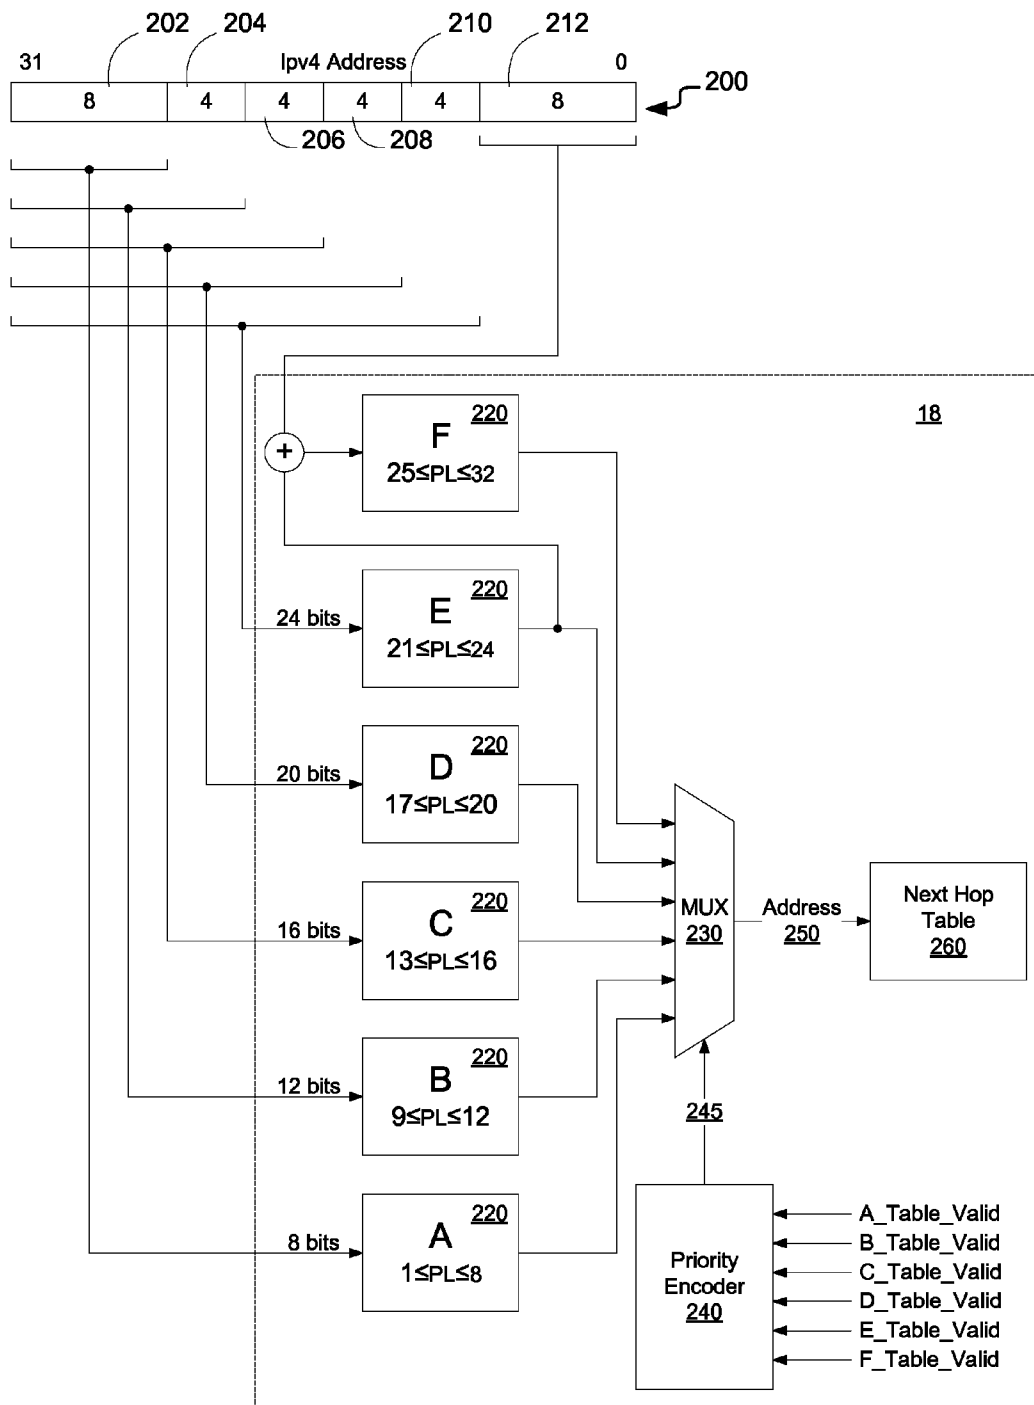 202 204 210 212
31 Ipv4 Address 0
8 4 4 4 4 8
200
206 208
18
220
F
25≤PL≤32
+
220
E
21≤PL≤24
24 bits
220
D
17≤PL≤20
20 bits
220
C
13≤PL≤16
16 bits
220
B
9≤PL≤12
12 bits
220
A
1≤PL≤8
8 bits
MUX
230
Address
250
Next Hop
Table
260
245
Priority
Encoder
240
A_Table_Valid
B_Table_Valid
C_Table_Valid
D_Table_Valid
E_Table_Valid
F_Table_Valid